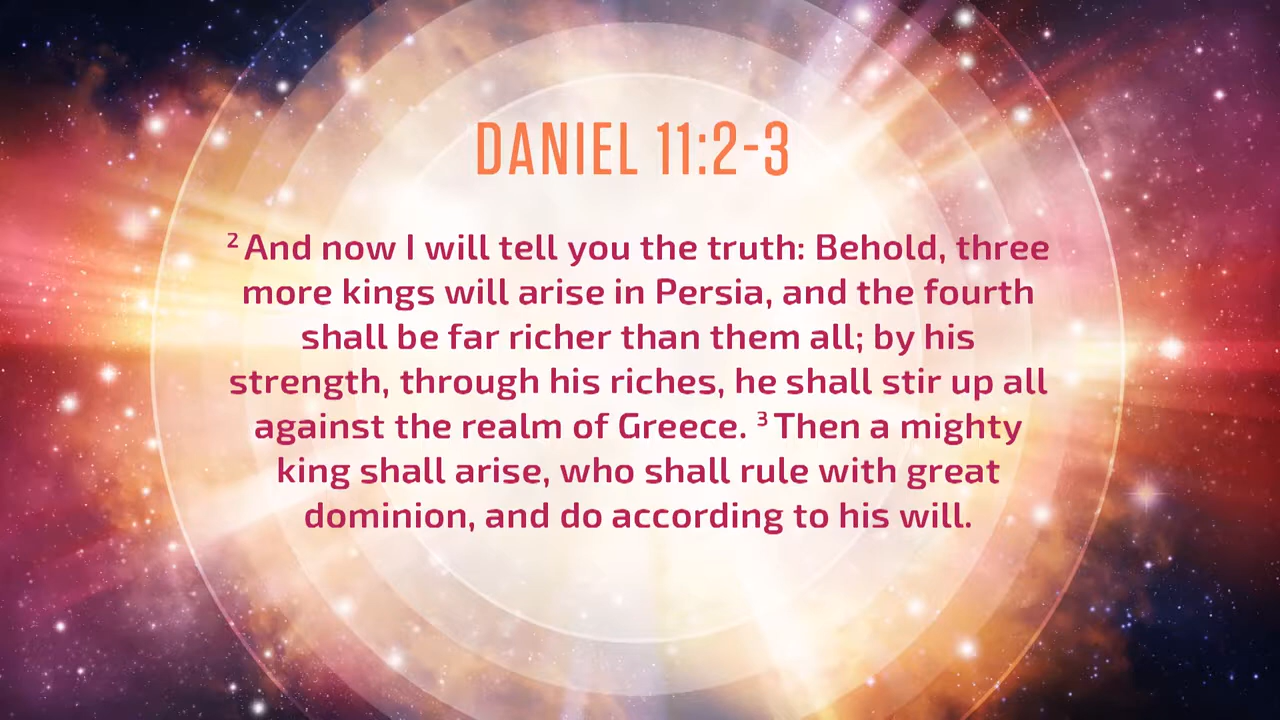 DANIEL 11:2-3
² And now I will tell you the truth: Behold, three
more kings will arise in Persia, and the fourth
shall be far richer than them all; by his
strength, through his riches, he shall stir up all
against the realm of Greece. ³ Then a mighty
king shall arise, who shall rule with great
dominion, and do according to his will.